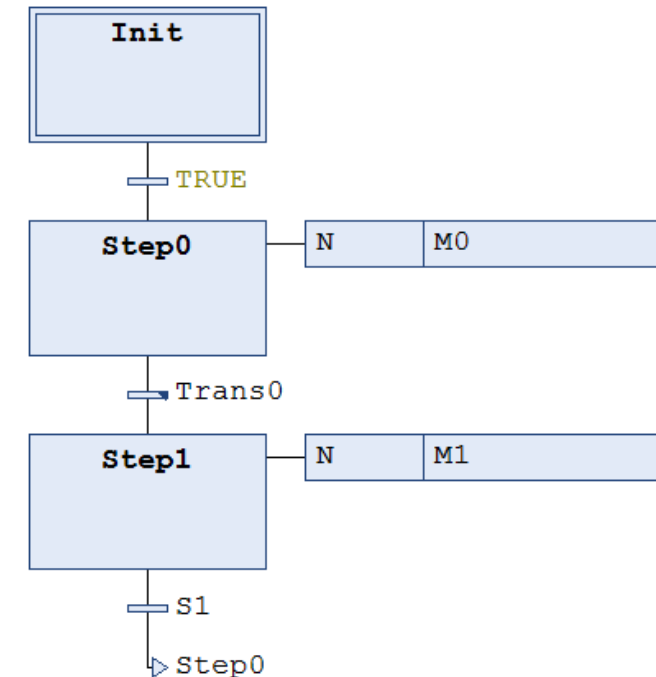 Init
TRUE
Step0
N M0
Trans0
Step1
N M1
S1
Step0